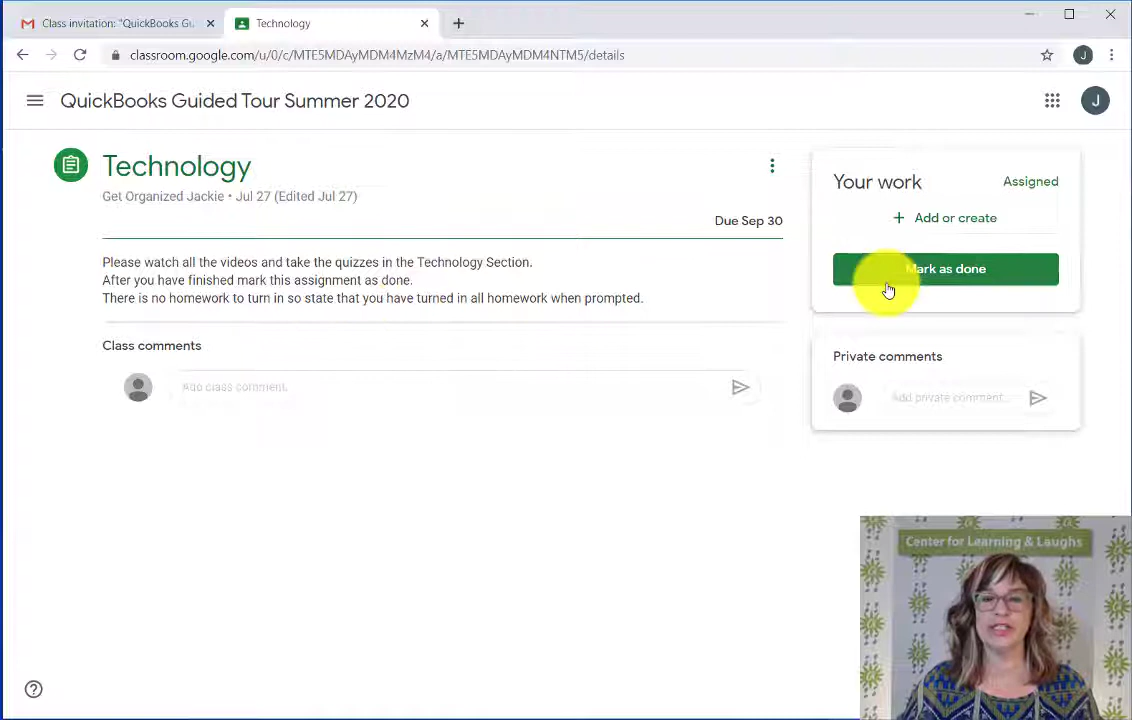 Class invitation: "QuickBooks Gu
Technology
classroom.google.com/u/0/c/MTE5MDAyMDM4MzM4/a/MTE5MDAyMDM4NTM5/details
J
QuickBooks Guided Tour Summer 2020
J
Technology
Get Organized Jackie • Jul 27 (Edited Jul 27)
Due Sep 30
Please watch all the videos and take the quizzes in the Technology Section.
After you have finished mark this assignment as done.
There is no homework to turn in so state that you have turned in all homework when prompted.
Class comments
Add class comment.
Your work
Assigned
+ Add or create
Mark as done
Private comments
Add private comment...
Center for Learning & Laughs